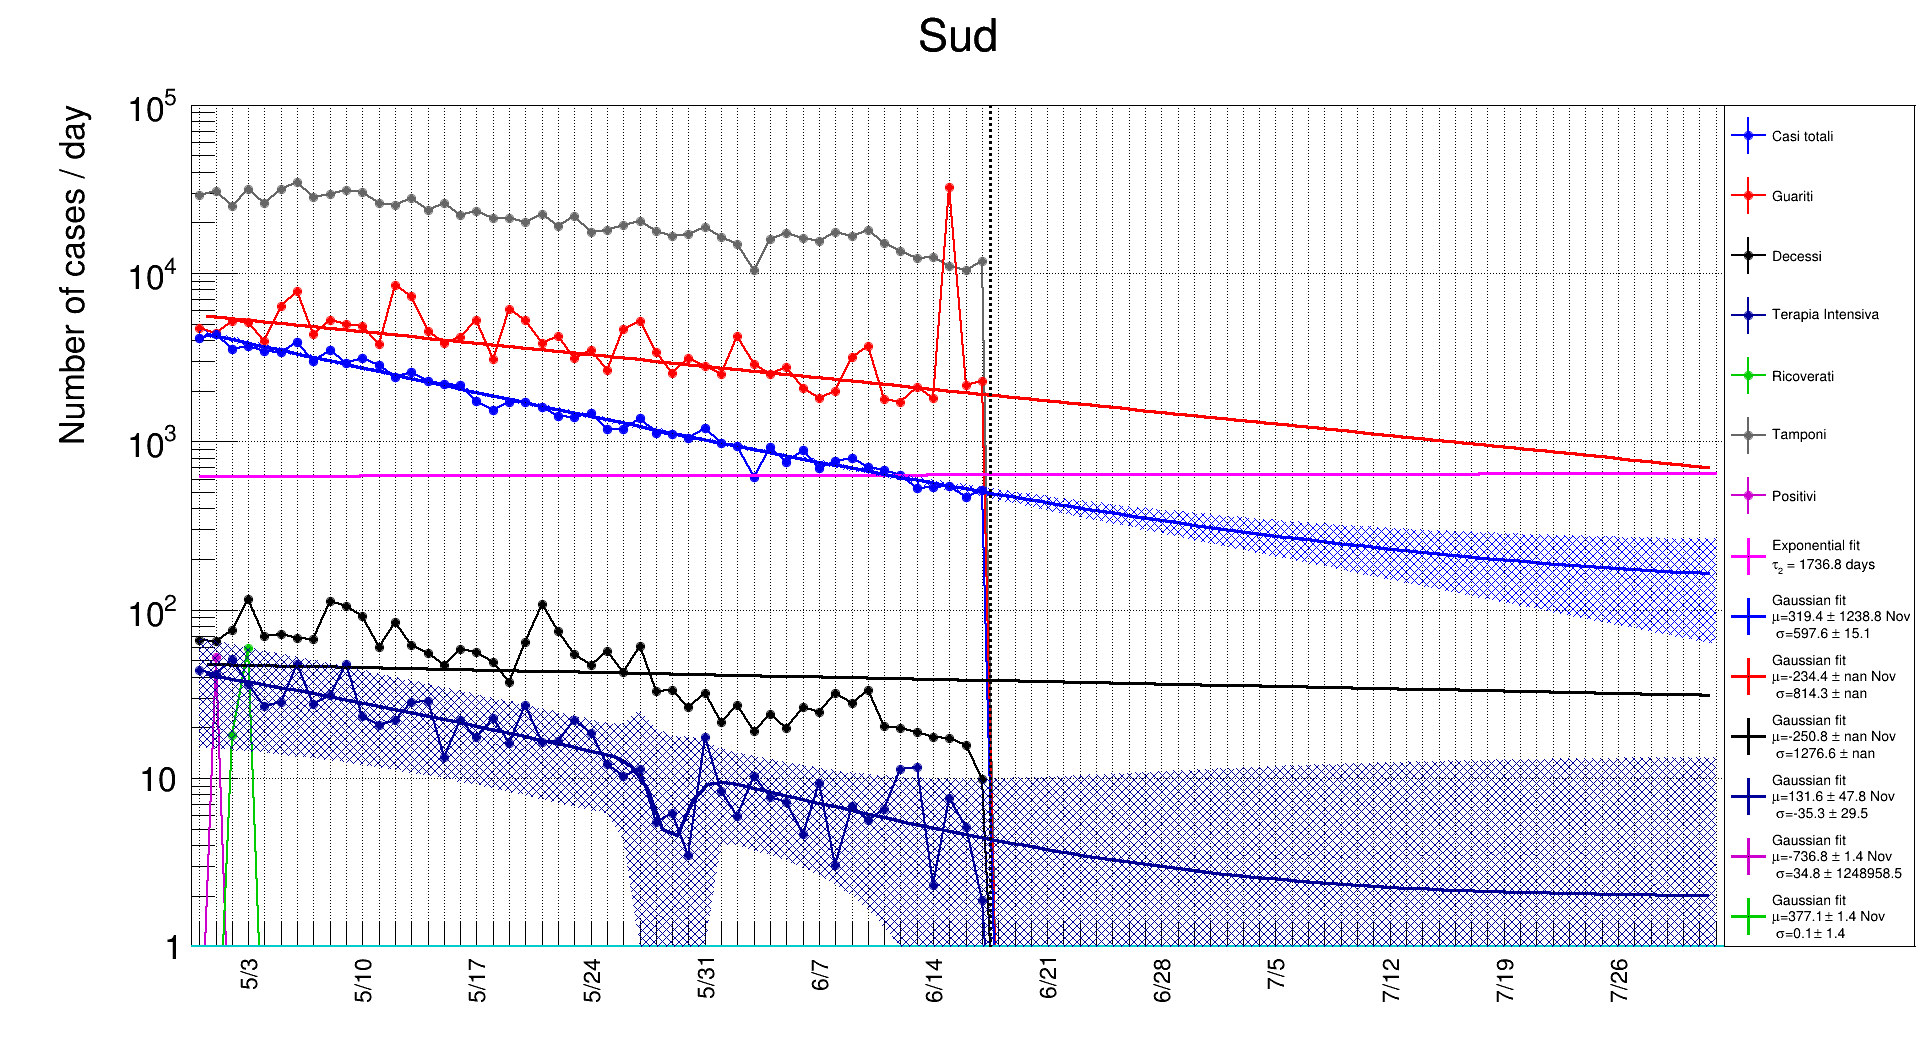 Sud
Number of cases / day
10^5
10^4
10^3
10^2
10
1
5/3
5/10
5/17
5/24
5/31
6/7
6/14
6/21
6/28
7/5
7/12
7/19
7/26
Casi totali
Guariti
Decessi
Terapia Intensiva
Ricoverati
Tamponi
Positivi
Exponential fit
τ₂ = 1736.8 days
Gaussian fit
μ=319.4 ± 1238.8 Nov
σ=597.6 ± 15.1
Gaussian fit
μ=-234.4 ± nan Nov
σ=814.3 ± nan
Gaussian fit
μ=-250.8 ± nan Nov
σ=1276.6 ± nan
Gaussian fit
μ=131.6 ± 47.8 Nov
σ=-35.3 ± 29.5
Gaussian fit
μ=-736.8 ± 1.4 Nov
σ=34.8 ± 1248958.5
Gaussian fit
μ=377.1 ± 1.4 Nov
σ=0.1 ± 1.4